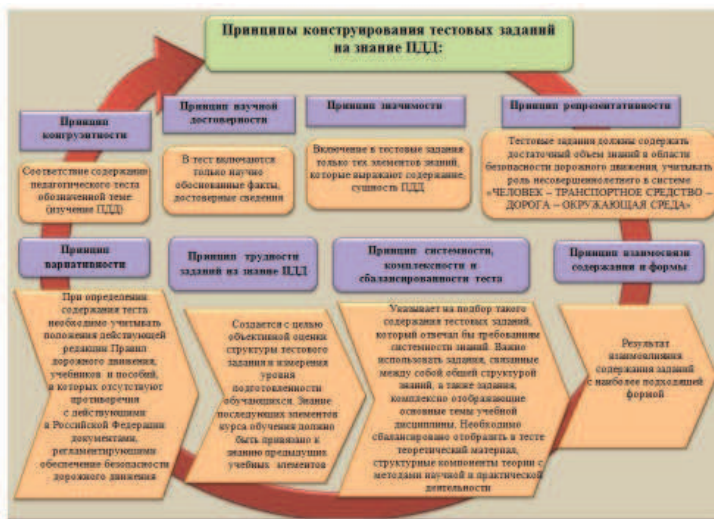 Принципы конструирования тестовых заданий
на знание ПДД:
Принцип
конгруэнтности
Соответствие содержания
педагогического теста
обозначенной теме
(изучение ПДД)
Принцип научной
достоверности
В тест включаются
только научно
обоснованные факты,
достоверные сведения
Принцип значимости
Включение в тестовые задания
только тех элементов знаний,
которые выражают содержание,
сущность ПДД
Принцип репрезентативности
Тестовые задания должны содержать
достаточный объем знаний в области
безопасности дорожного движения, учитывать
роль несовершеннолетнего в системе
«ЧЕЛОВЕК – ТРАНСПОРТНОЕ СРЕДСТВО –
ДОРОГА – ОКРУЖАЮЩАЯ СРЕДА»
Принцип
вариативности
При определении
содержания теста
необходимо учитывать
положения действующей
редакции Правил
дорожного движения,
учебников и пособий,
в которых отсутствуют
противоречия
с действующими
в Российской Федерации
документами,
регламентирующими
обеспечение безопасности
дорожного движения
Принцип трудности
заданий на знание ПДД
Создается с целью
объективной оценки
структуры тестового
задания и измерения
уровня
подготовленности
обучающихся. Знание
последующих элементов
курса обучения должно
быть привязано к
знанию предыдущих
учебных элементов
Принцип системности,
комплексности и
сбалансированности теста
Указывает на подбор такого
содержания тестовых заданий,
который отвечал бы требованиям
системности знаний. Важно
использовать задания, связанные
между собой общей структурой
знаний, а также задания,
комплексно отображающие
основные темы учебной
дисциплины. Необходимо
сбалансировано отобразить в тесте
теоретический материал,
структурные компоненты теории с
методами научной и практической
деятельности
Принцип взаимосвязи
содержания и формы
Результат
взаимовлияния
содержания заданий
с наиболее подходящей
формой